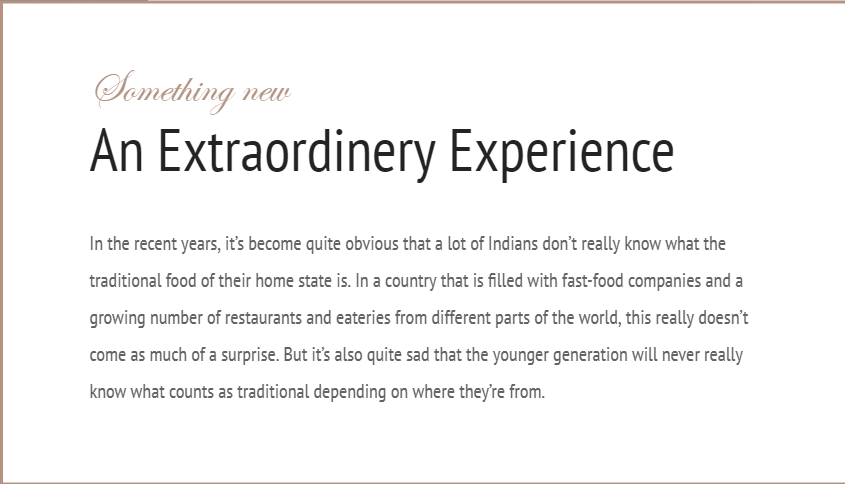 Something new
An Extraordinery Experience
In the recent years, it's become quite obvious that a lot of Indians don't really know what the
traditional food of their home state is. In a country that is filled with fast-food companies and a
growing number of restaurants and eateries from different parts of the world, this really doesn't
come as much of a surprise. But it's also quite sad that the younger generation will never really
know what counts as traditional depending on where they're from.